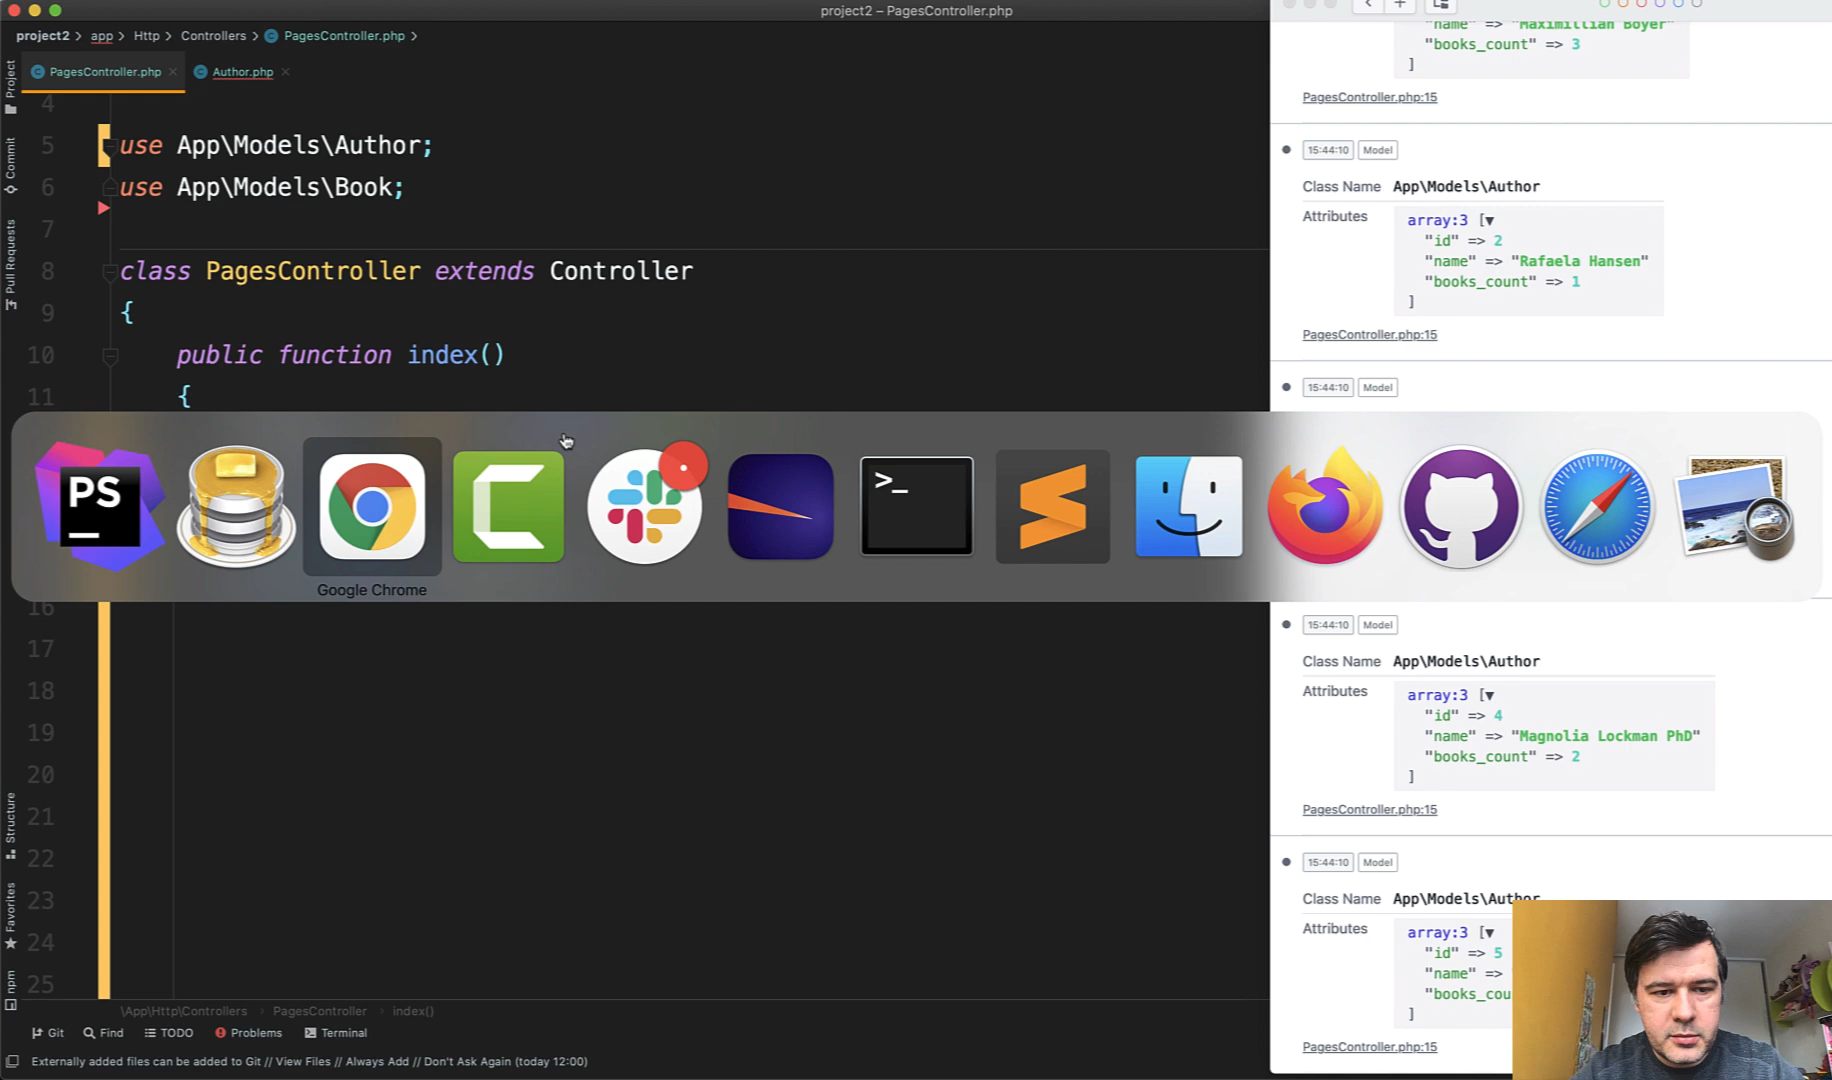 project2 – PagesController.php
project2 > app > Http > Controllers > PagesController.php >
PagesController.php
Author.php
Project
Commit
Pull Requests
Structure
Favorites
npm
4
5 use App\Models\Author;
6 use App\Models\Book;
7
8 class PagesController extends Controller
9 {
10 public function index()
11 {
PS
>_
Google Chrome
16
17
18
19
20
21
22
23
24
25
\App\Http\Controllers > PagesController > index()
Git Find TODO Problems Terminal
Externally added files can be added to Git // View Files // Always Add // Don't Ask Again (today 12:00)
"name" => "Maximillian Boyer"
"books_count" => 3
]
PagesController.php:15
15:44:10 Model
Class Name App\Models\Author
Attributes array:3 [▼
"id" => 2
"name" => "Rafaela Hansen"
"books_count" => 1
]
PagesController.php:15
15:44:10 Model
15:44:10 Model
Class Name App\Models\Author
Attributes array:3 [▼
"id" => 4
"name" => "Magnolia Lockman PhD"
"books_count" => 2
]
PagesController.php:15
15:44:10 Model
Class Name App\Models\Author
Attributes array:3 [▼
"id" => 5
"name" =>
"books_cou
]
PagesController.php:15